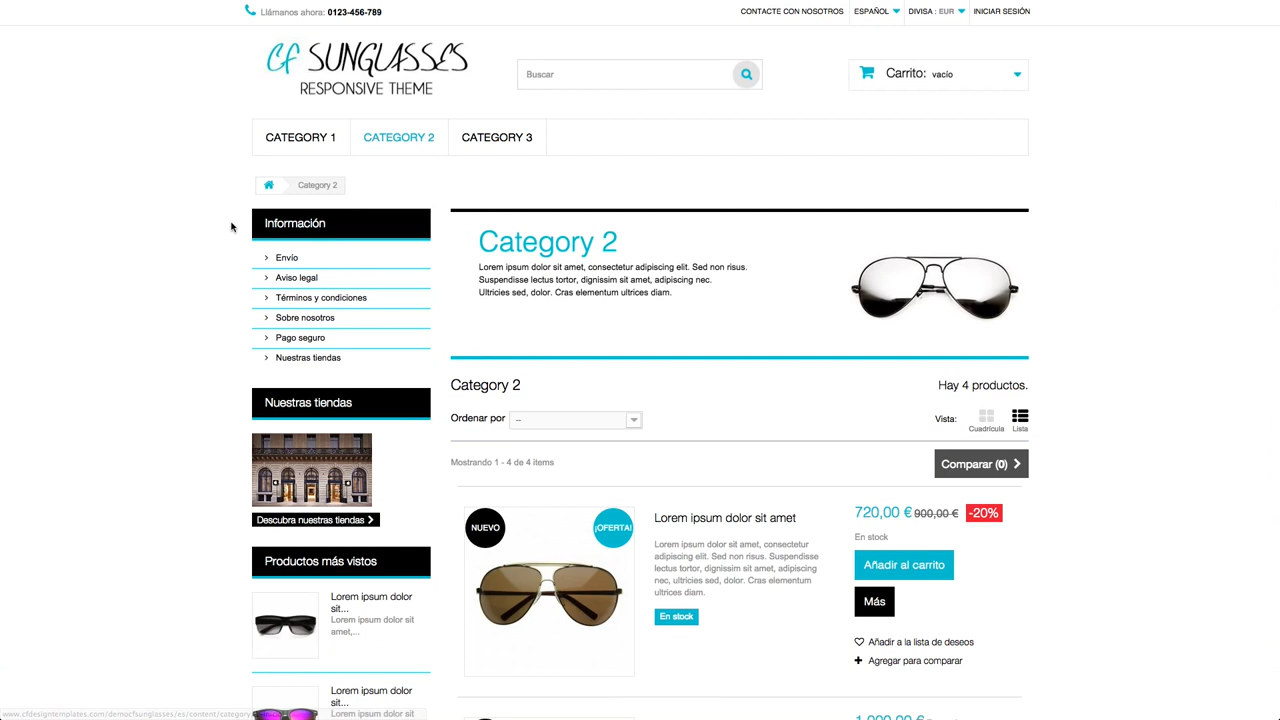 Llámanos ahora: 0123-456-789
CONTACTE CON NOSOTROS
ESPAÑOL
DIVISA : EUR
INICIAR SESIÓN
CF SUNGLASSES
RESPONSIVE THEME
Buscar
Carrito: vacío
CATEGORY 1
CATEGORY 2
CATEGORY 3
Category 2
Información
Envío
Aviso legal
Términos y condiciones
Sobre nosotros
Pago seguro
Nuestras tiendas
Nuestras tiendas
Descubra nuestras tiendas
Productos más vistos
Lorem ipsum dolor
sit...
Lorem ipsum dolor sit
amet,...
Lorem ipsum dolor
sit...
Lorem ipsum dolor sit
Category 2
Lorem ipsum dolor sit amet, consectetur adipiscing elit. Sed non risus.
Suspendisse lectus tortor, dignissim sit amet, adipiscing nec.
Ultricies sed, dolor. Cras elementum ultrices diam.
Category 2
Hay 4 productos.
Ordenar por --
Vista:
Cuadrícula
Lista
Mostrando 1 - 4 de 4 items
Comparar (0)
NUEVO
¡OFERTA!
Lorem ipsum dolor sit amet
Lorem ipsum dolor sit amet, consectetur
adipiscing elit. Sed non risus. Suspendisse
lectus tortor, dignissim sit amet, adipiscing
nec, ultricies sed, dolor. Cras elementum
ultrices diam.
En stock
720,00 € 900,00 € -20%
En stock
Añadir al carrito
Más
Añadir a la lista de deseos
Agregar para comparar